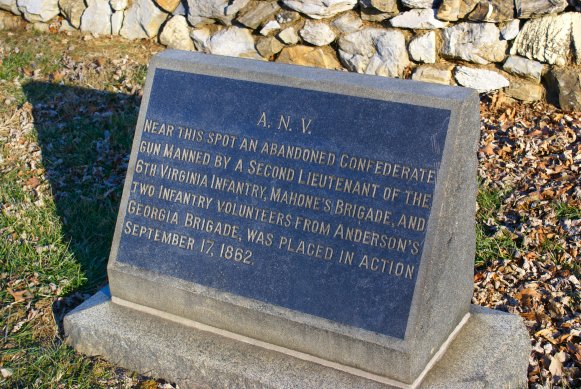 A. N. V.
NEAR THIS SPOT AN ABANDONED CONFEDERATE
GUN MANNED BY A SECOND LIEUTENANT OF THE
6TH VIRGINIA INFANTRY, MAHONE'S BRIGADE, AND
TWO INFANTRY VOLUNTEERS FROM ANDERSON'S
GEORGIA BRIGADE, WAS PLACED IN ACTION
SEPTEMBER 17, 1862.